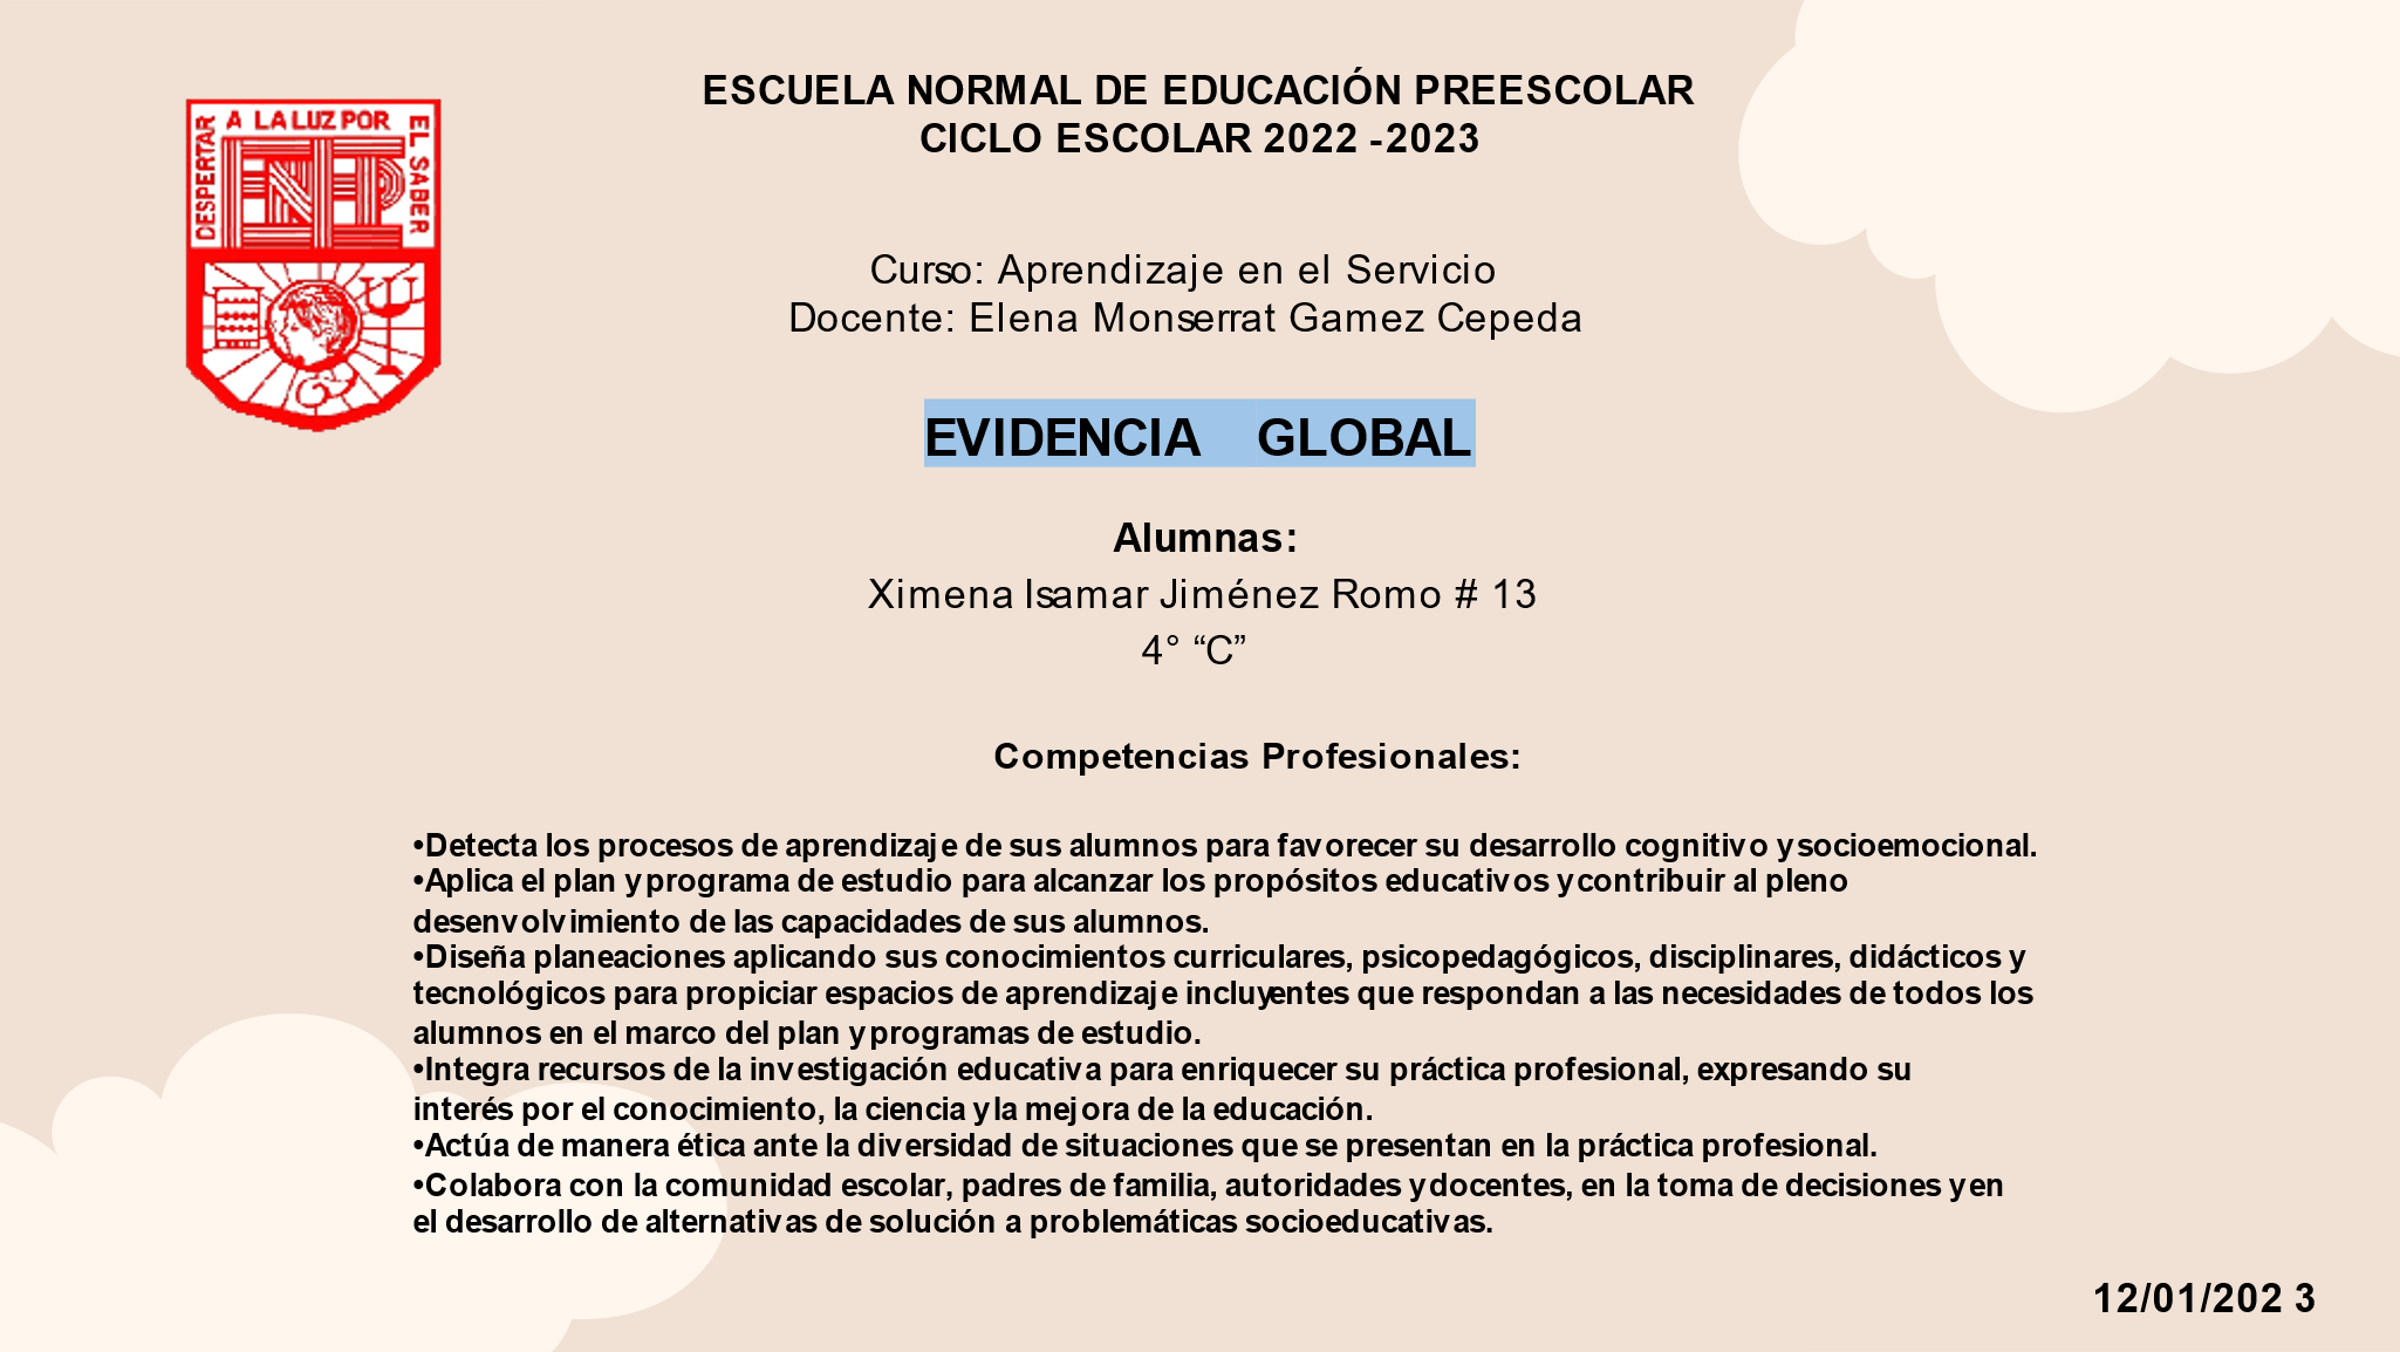 ESCUELA NORMAL DE EDUCACIÓN PREESCOLAR
CICLO ESCOLAR 2022 -2023
DESPERTAR A LA LUZ POR EL SABER
ENEP
Curso: Aprendizaje en el Servicio
Docente: Elena Monserrat Gamez Cepeda
EVIDENCIA GLOBAL
Alumnas:
Ximena Isamar Jiménez Romo # 13
4° “C”
Competencias Profesionales:
•Detecta los procesos de aprendizaje de sus alumnos para favorecer su desarrollo cognitivo y socioemocional.
•Aplica el plan y programa de estudio para alcanzar los propósitos educativos y contribuir al pleno
desenvolvimiento de las capacidades de sus alumnos.
•Diseña planeaciones aplicando sus conocimientos curriculares, psicopedagógicos, disciplinares, didácticos y
tecnológicos para propiciar espacios de aprendizaje incluyentes que respondan a las necesidades de todos los
alumnos en el marco del plan y programas de estudio.
•Integra recursos de la investigación educativa para enriquecer su práctica profesional, expresando su
interés por el conocimiento, la ciencia y la mejora de la educación.
•Actúa de manera ética ante la diversidad de situaciones que se presentan en la práctica profesional.
•Colabora con la comunidad escolar, padres de familia, autoridades y docentes, en la toma de decisiones y en
el desarrollo de alternativas de solución a problemáticas socioeducativas.
12/01/202 3